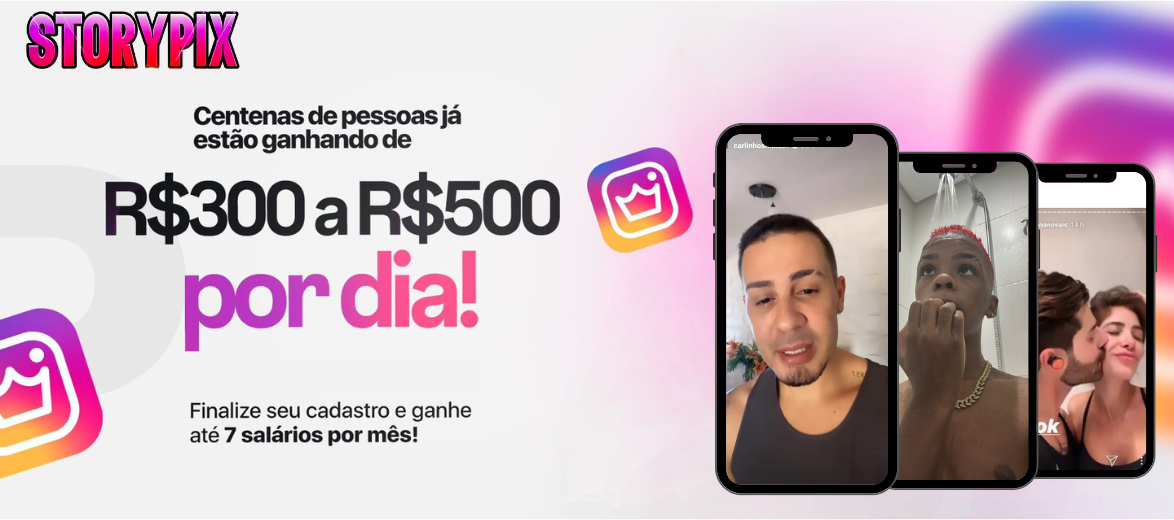 STORYPIX
Centenas de pessoas já
estão ganhando de
R$300 a R$500
por dia!
Finalize seu cadastro e ganhe
até 7 salários por mês!
14 h
ok